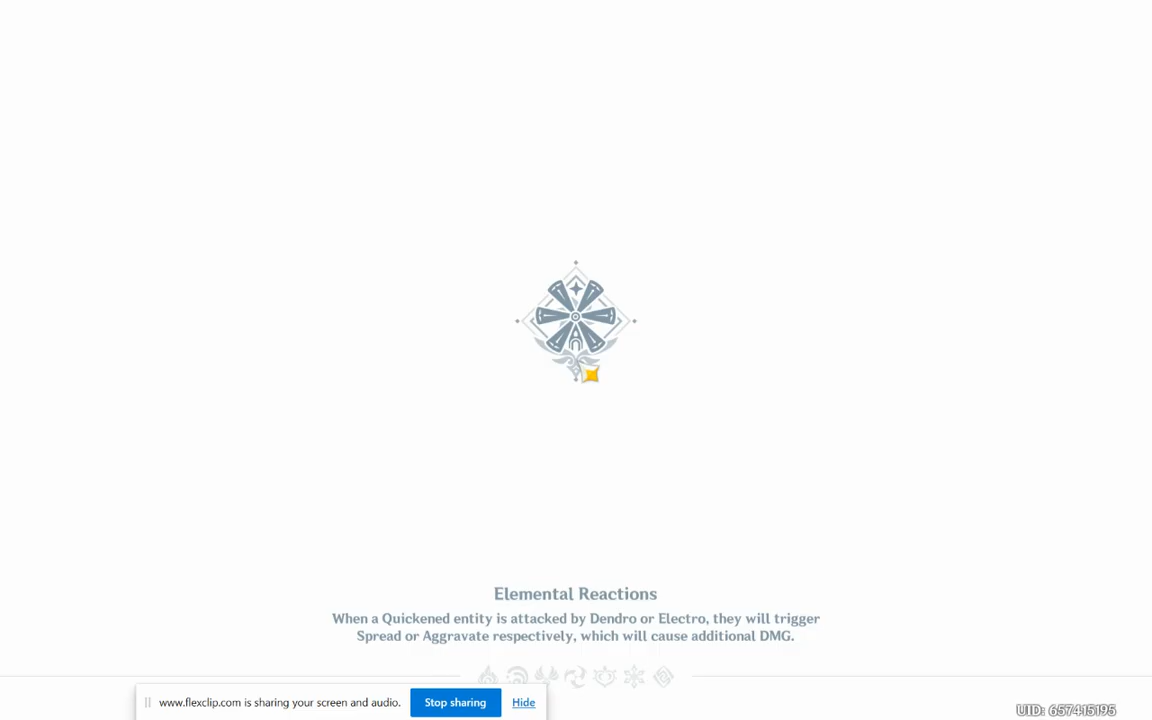 Elemental Reactions
When a Quickened entity is attacked by Dendro or Electro, they will trigger
Spread or Aggravate respectively, which will cause additional DMG.
www.flexclip.com is sharing your screen and audio. Stop sharing Hide
UID: 657415195